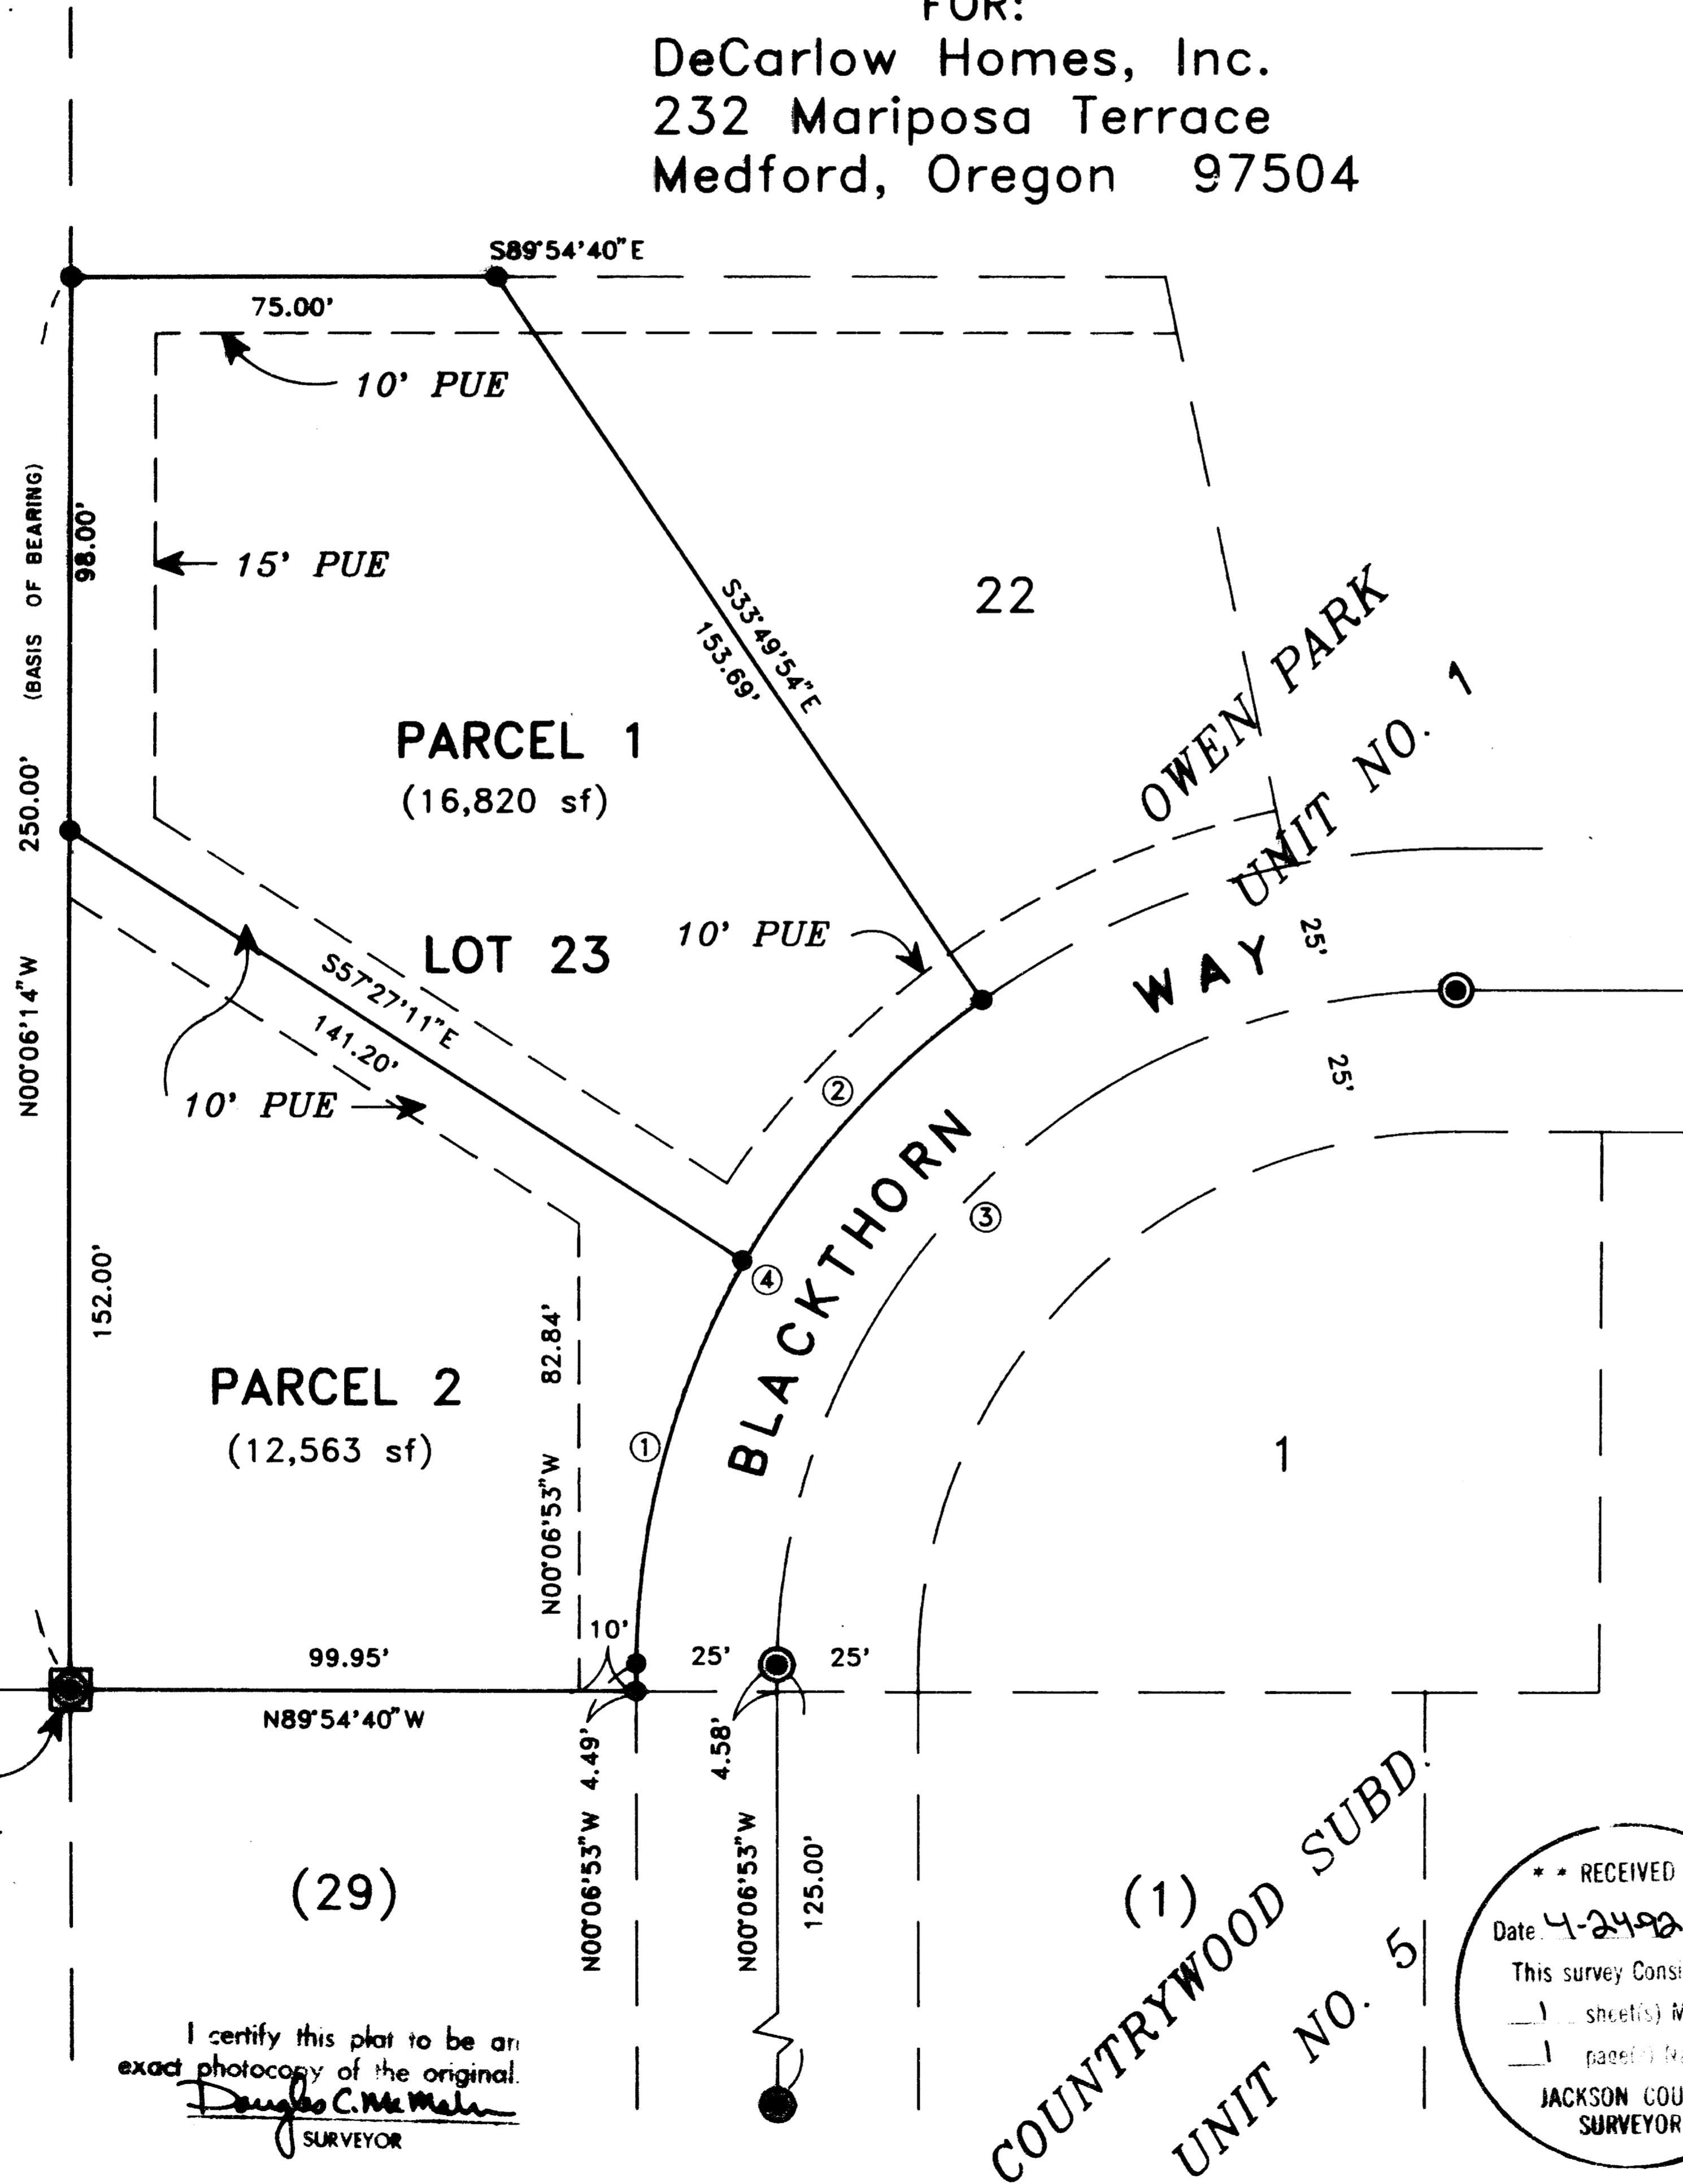 FOR:
DeCarlow Homes, Inc.
232 Mariposa Terrace
Medford, Oregon 97504
S89°54'40"E
75.00'
10' PUE
(BASIS OF BEARING)
98.00'
15' PUE
22
S33°49'54"E
153.69'
OWEN PARK
UNIT NO. 1
1
PARCEL 1
(16,820 sf)
250.00'
N00°06'14"W
LOT 23
10' PUE
S57°27'11"E
141.20'
10' PUE
25'
25'
BLACKTHORN WAY
2
3
4
1
152.00'
82.84'
N00°06'53"W
PARCEL 2
(12,563 sf)
1
10'
99.95'
25'
25'
N89°54'40"W
N00°06'53"W 4.49'
4.58'
N00°06'53"W
125.00'
(29)
(1)
COUNTRYWOOD SUBD.
UNIT NO. 5
* * RECEIVED
Date 4-24-92
This survey Consi
1 sheet(s) M
1 page(s) Na
JACKSON COU
SURVEYOR
I certify this plat to be an
exact photocopy of the original.
Douglas C. McMahn
SURVEYOR